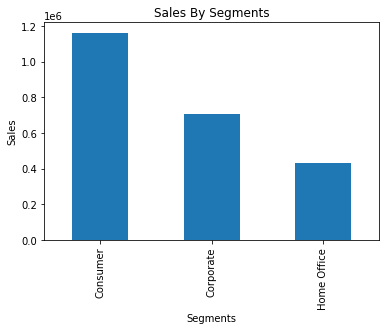 Sales By Segments
1e6
1.2
1.0
0.8
0.6
0.4
0.2
0.0
Sales
Consumer
Corporate
Home Office
Segments